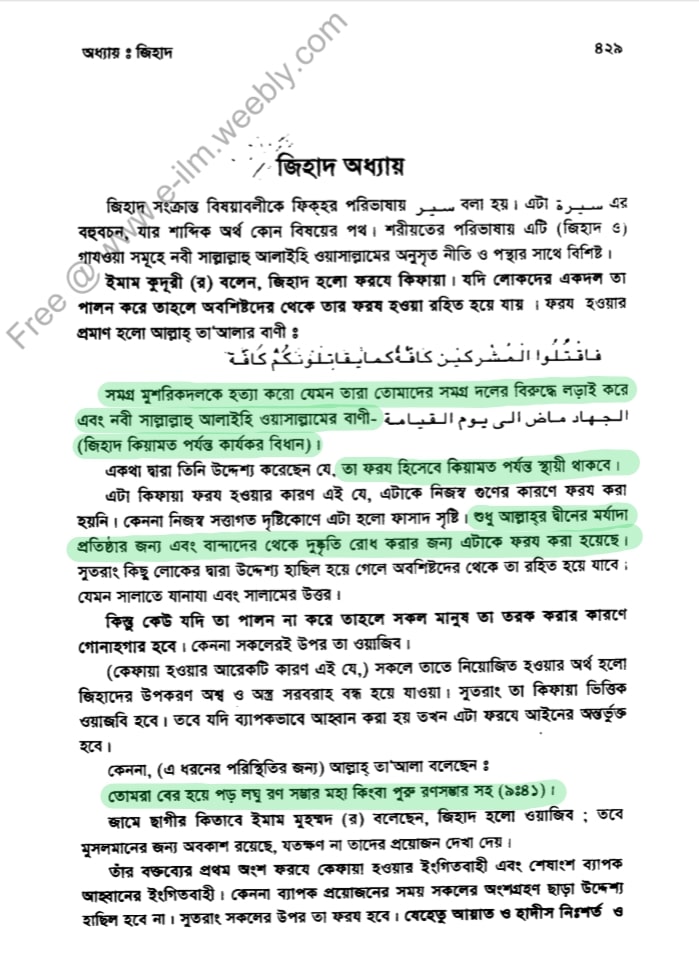 অধ্যায় ঃ জিহাদ
৪২৯
Free @ www.e-ilm.weebly.com
জিহাদ অধ্যায়
জিহাদ সংক্রান্ত বিষয়াবলীকে ফিক্‌হর পরিভাষায় سير বলা হয়। এটা سيرة এর
বহুবচন, যার শাব্দিক অর্থ কোন বিষয়ের পথ। শরীয়তের পরিভাষায় এটি (জিহাদ ও)
গাযওয়া সমূহে নবী সাল্লাল্লাহু আলাইহি ওয়াসাল্লামের অনুসৃত নীতি ও পন্থার সাথে বিশিষ্ট।
ইমাম কুদূরী (র) বলেন, জিহাদ হলো ফরযে কিফায়া। যদি লোকদের একদল তা
পালন করে তাহলে অবশিষ্টদের থেকে তার ফরয হওয়া রহিত হয়ে যায় । ফরয হওয়ার
প্রমাণ হলো আল্লাহ্ তা'আলার বাণী ঃ
فَاقْتُلُوا الْمُشْرِكِيْنَ كَافَّةً كَمَا يُقَاتِلُوْنَكُمْ كَافَّةً
সমগ্র মুশরিকদলকে হত্যা করো যেমন তারা তোমাদের সমগ্র দলের বিরুদ্ধে লড়াই করে
এবং নবী সাল্লাল্লাহু আলাইহি ওয়াসাল্লামের বাণী- الجهاد ماض الى يوم القيامة
(জিহাদ কিয়ামত পর্যন্ত কার্যকর বিধান)।
একথা দ্বারা তিনি উদ্দেশ্য করেছেন যে, তা ফরয হিসেবে কিয়ামত পর্যন্ত স্থায়ী থাকবে।
এটা কিফায়া ফরয হওয়ার কারণ এই যে, এটাকে নিজস্ব গুণের কারণে ফরয করা
হয়নি। কেননা নিজস্ব সত্তাগত দৃষ্টিকোণে এটা হলো ফাসাদ সৃষ্টি। শুধু আল্লাহ্‌র দ্বীনের মর্যাদা
প্রতিষ্ঠার জন্য এবং বান্দাদের থেকে দুষ্কৃতি রোধ করার জন্য এটাকে ফরয করা হয়েছে।
সুতরাং কিছু লোকের দ্বারা উদ্দেশ্য হাছিল হয়ে গেলে অবশিষ্টদের থেকে তা রহিত হয়ে যাবে;
যেমন সালাতে যানাযা এবং সালামের উত্তর।
কিন্তু কেউ যদি তা পালন না করে তাহলে সকল মানুষ তা তরক করার কারণে
গোনাহগার হবে। কেননা সকলেরই উপর তা ওয়াজিব।
(কেফায়া হওয়ার আরেকটি কারণ এই যে,) সকলে তাতে নিয়োজিত হওয়ার অর্থ হলো
জিহাদের উপকরণ অশ্ব ও অস্ত্র সরবরাহ বন্ধ হয়ে যাওয়া। সুতরাং তা কিফায়া ভিত্তিক
ওয়াজবি হবে। তবে যদি ব্যাপকভাবে আহ্বান করা হয় তখন এটা ফরযে আইনের অন্তর্ভুক্ত
হবে।
কেননা, (এ ধরনের পরিস্থিতির জন্য) আল্লাহ্ তা'আলা বলেছেন ঃ
তোমরা বের হয়ে পড় লঘু রণ সম্ভার মহা কিংবা পুরু রণসম্ভার সহ (৯ঃ৪১)।
জামে ছাগীর কিতাবে ইমাম মুহম্মদ (র) বলেছেন, জিহাদ হলো ওয়াজিব ; তবে
মুসলমানের জন্য অবকাশ রয়েছে, যতক্ষণ না তাদের প্রয়োজন দেখা দেয়।
তাঁর বক্তব্যের প্রথম অংশ ফরযে কেফায়া হওয়ার ইংগিতবাহী এবং শেষাংশ ব্যাপক
আহ্বানের ইংগিতবাহী। কেননা ব্যাপক প্রয়োজনের সময় সকলের অংশগ্রহণ ছাড়া উদ্দেশ্য
হাছিল হবে না। সুতরাং সকলের উপর তা ফরয হবে। যেহেতু আয়াত ও হাদীস নিঃশর্ত ও